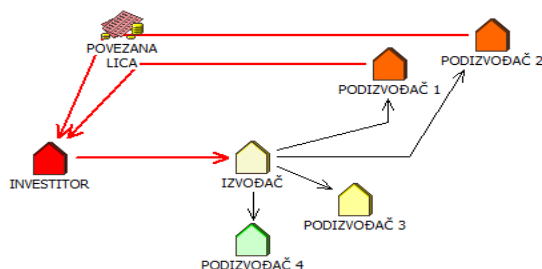 POVEZANA
LICA
PODIZVOĐAČ 2
PODIZVOĐAČ 1
INVESTITOR
IZVOĐAČ
PODIZVOĐAČ 3
PODIZVOĐAČ 4